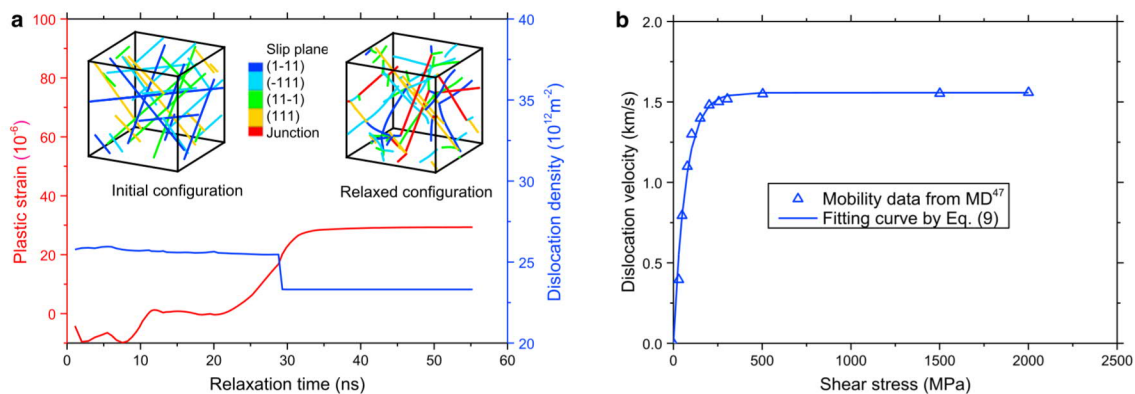 a
Plastic strain (10-6)
100
80
60
40
20
0
Initial configuration
Slip plane
(1-11)
(-111)
(11-1)
(111)
Junction
Relaxed configuration
40
35
30
25
20
Dislocation density (10¹²m⁻²)
0
10
20
30
40
50
60
Relaxation time (ns)
b
Dislocation velocity (km/s)
2.0
1.5
1.0
0.5
0.0
Mobility data from MD⁴⁷
Fitting curve by Eq. (9)
0
500
1000
1500
2000
2500
Shear stress (MPa)